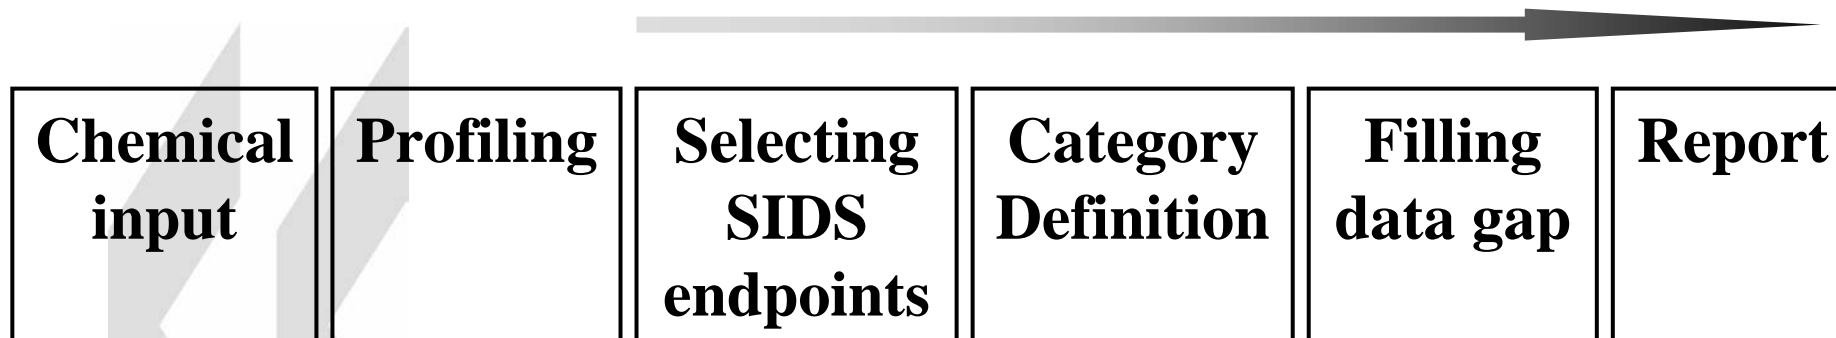 Chemical
input
Profiling
Selecting
SIDS
endpoints
Category
Definition
Filling
data gap
Report